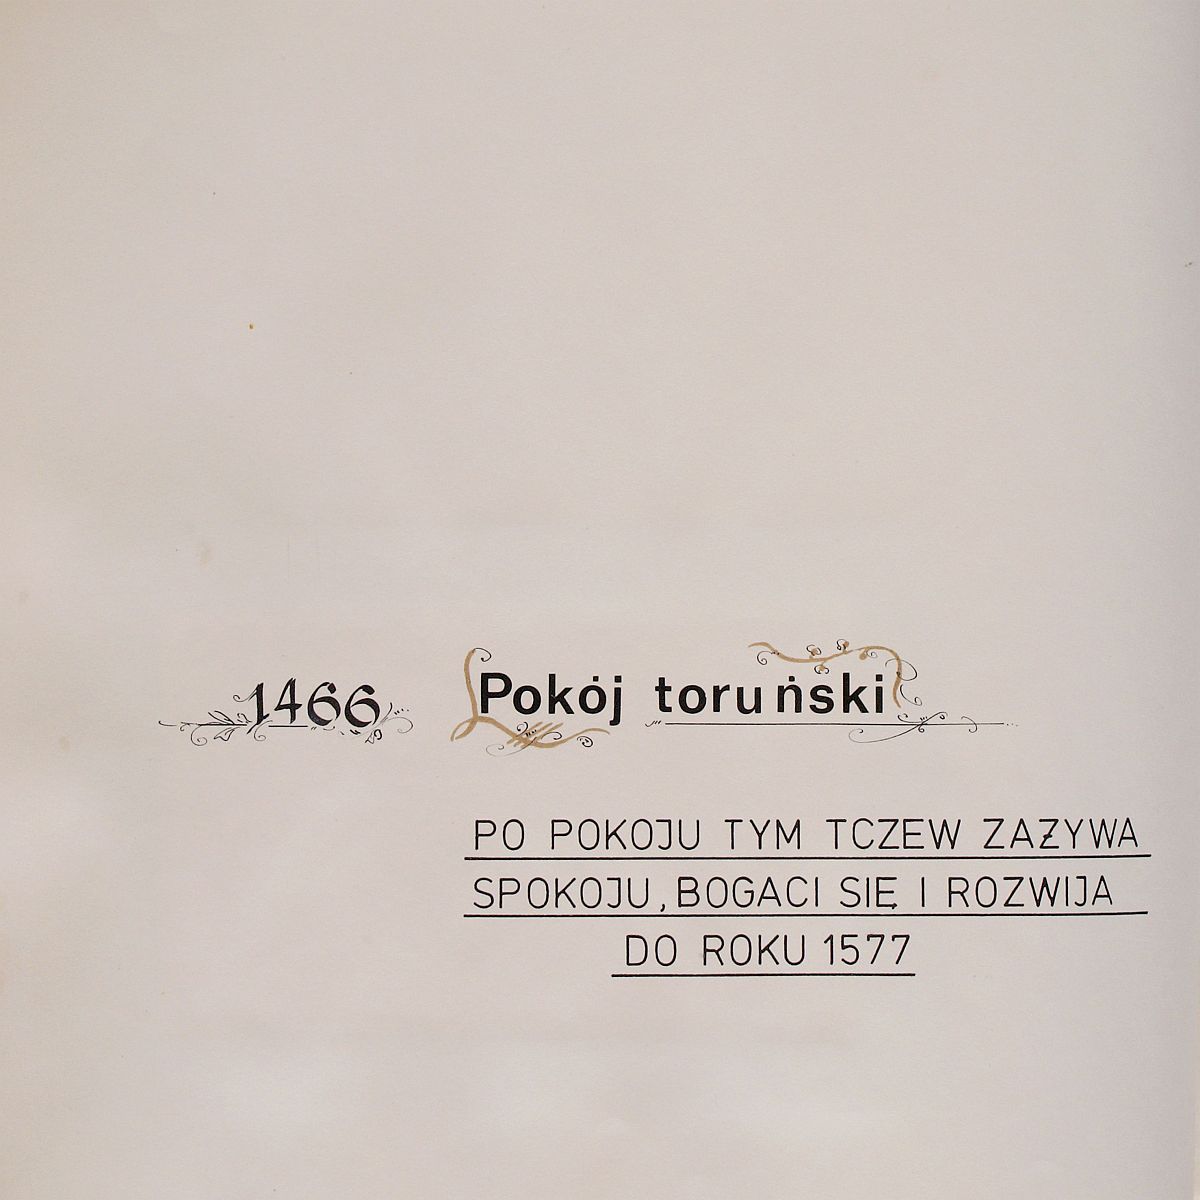 1466 Pokój toruński
PO POKOJU TYM TCZEW ZAŻYWA
SPOKOJU, BOGACI SIĘ I ROZWIJA
DO ROKU 1577